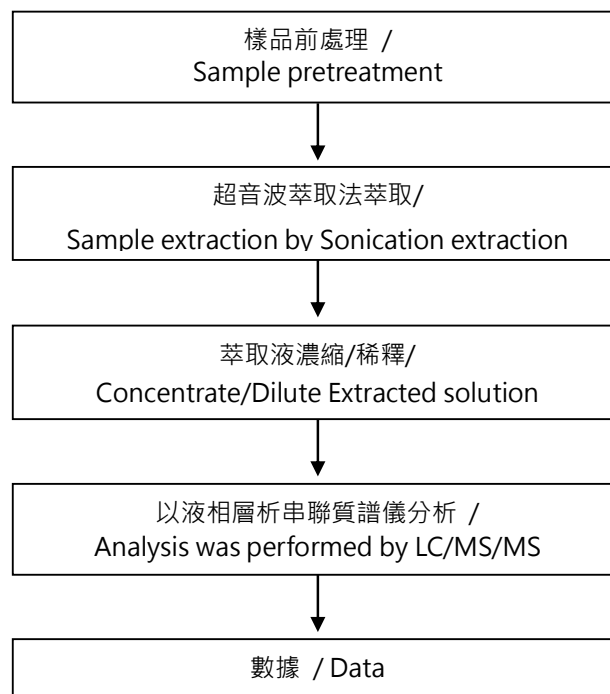 樣品前處理 /
Sample pretreatment
超音波萃取法萃取/
Sample extraction by Sonication extraction
萃取液濃縮/稀釋/
Concentrate/Dilute Extracted solution
以液相層析串聯質譜儀分析 /
Analysis was performed by LC/MS/MS
數據 / Data